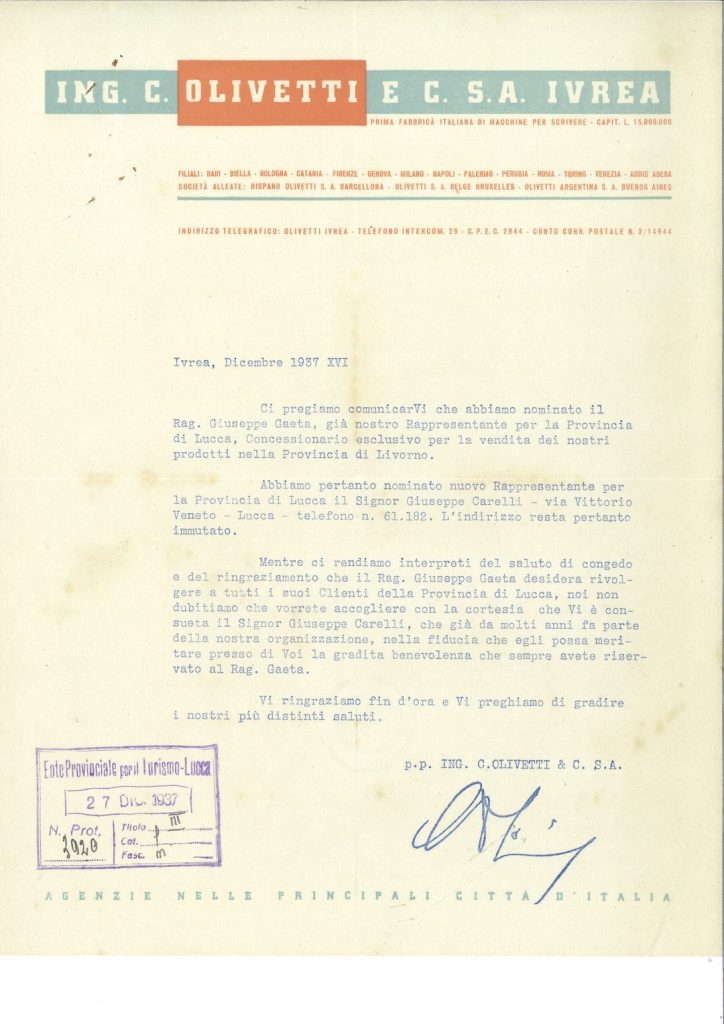 ING. C. OLIVETTI E C. S.A. IVREA
PRIMA FABBRICA ITALIANA DI MACCHINE PER SCRIVERE - CAPIT. L. 15.000.000
FILIALI: BARI - BIELLA - BOLOGNA - CATANIA - FIRENZE - GENOVA - MILANO - NAPOLI - PALERMO - PERUGIA - ROMA - TORINO - VENEZIA - ADDIS ABEBA
SOCIETÀ ALLEATE: HISPANO OLIVETTI S. A. BARCELLONA - OLIVETTI S. A. BELGE BRUXELLES - OLIVETTI ARGENTINA S. A. BUENOS AIRES
INDIRIZZO TELEGRAFICO: OLIVETTI IVREA - TELEFONO INTERCOM. 29 - C.P.E.C. 2944 - CONTO CORR. POSTALE N. 2/14944
Ivrea, Dicembre 1937 XVI
Ci pregiamo comunicarVi che abbiamo nominato il
Rag. Giuseppe Gaeta, già nostro Rappresentante per la Provincia
di Lucca, Concessionario esclusivo per la vendita dei nostri
prodotti nella Provincia di Livorno.
Abbiamo pertanto nominato nuovo Rappresentante per
la Provincia di Lucca il Signor Giuseppe Carelli - via Vittorio
Veneto - Lucca - telefono n. 61.182. L'indirizzo resta pertanto
immutato.
Mentre ci rendiamo interpreti del saluto di congedo
e del ringraziamento che il Rag. Giuseppe Gaeta desidera rivol-
gere a tutti i suoi Clienti della Provincia di Lucca, noi non
dubitiamo che vorrete accogliere con la cortesia che Vi è con-
sueta il Signor Giuseppe Carelli, che già da molti anni fa parte
della nostra organizzazione, nella fiducia che egli possa meri-
tare presso di Voi la gradita benevolenza che sempre avete riser-
vato al Rag. Gaeta.
Vi ringraziamo fin d'ora e Vi preghiamo di gradire
i nostri più distinti saluti.
p.p. ING. C.OLIVETTI & C. S.A.
Ente Provinciale per il Turismo-Lucca
27 DIC. 1937
N. Prot.
3920
Titolo III
Cat.
Fasc.
AGENZIE NELLE PRINCIPALI CITTÀ D'ITALIA